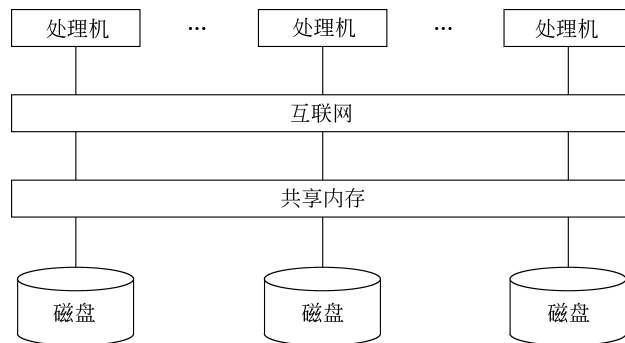 处理机 … 处理机 … 处理机
互联网
共享内存
磁盘 磁盘 磁盘